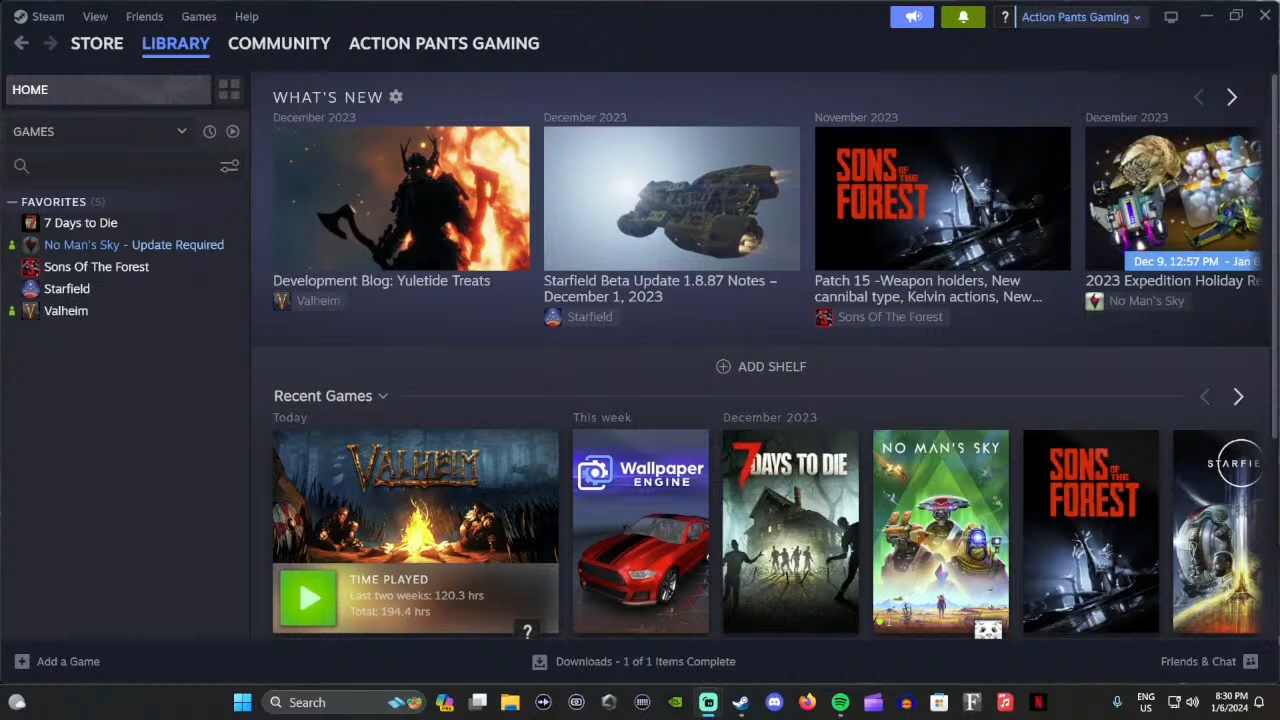 Steam View Friends Games Help
? Action Pants Gaming
STORE LIBRARY COMMUNITY ACTION PANTS GAMING
HOME
GAMES
FAVORITES (5)
7 Days to Die
No Man's Sky - Update Required
Sons Of The Forest
Starfield
Valheim
WHAT'S NEW
December 2023
Development Blog: Yuletide Treats
Valheim
December 2023
Starfield Beta Update 1.8.87 Notes –
December 1, 2023
Starfield
November 2023
SONS
OF THE
FOREST
Patch 15 -Weapon holders, New
cannibal type, Kelvin actions, New...
Sons Of The Forest
December 2023
Dec 9, 12:57 PM - Jan 8
2023 Expedition Holiday Re
No Man's Sky
ADD SHELF
Recent Games
Today
VALHEIM
TIME PLAYED
Last two weeks: 120.3 hrs
Total: 194.4 hrs
?
This week
Wallpaper
ENGINE
December 2023
7 DAYS TO DIE
NO MAN'S SKY
SONS
OF THE
FOREST
STARFIE
Add a Game
Downloads - 1 of 1 Items Complete
Friends & Chat
Search
ENG
US
8:30 PM
1/6/2024